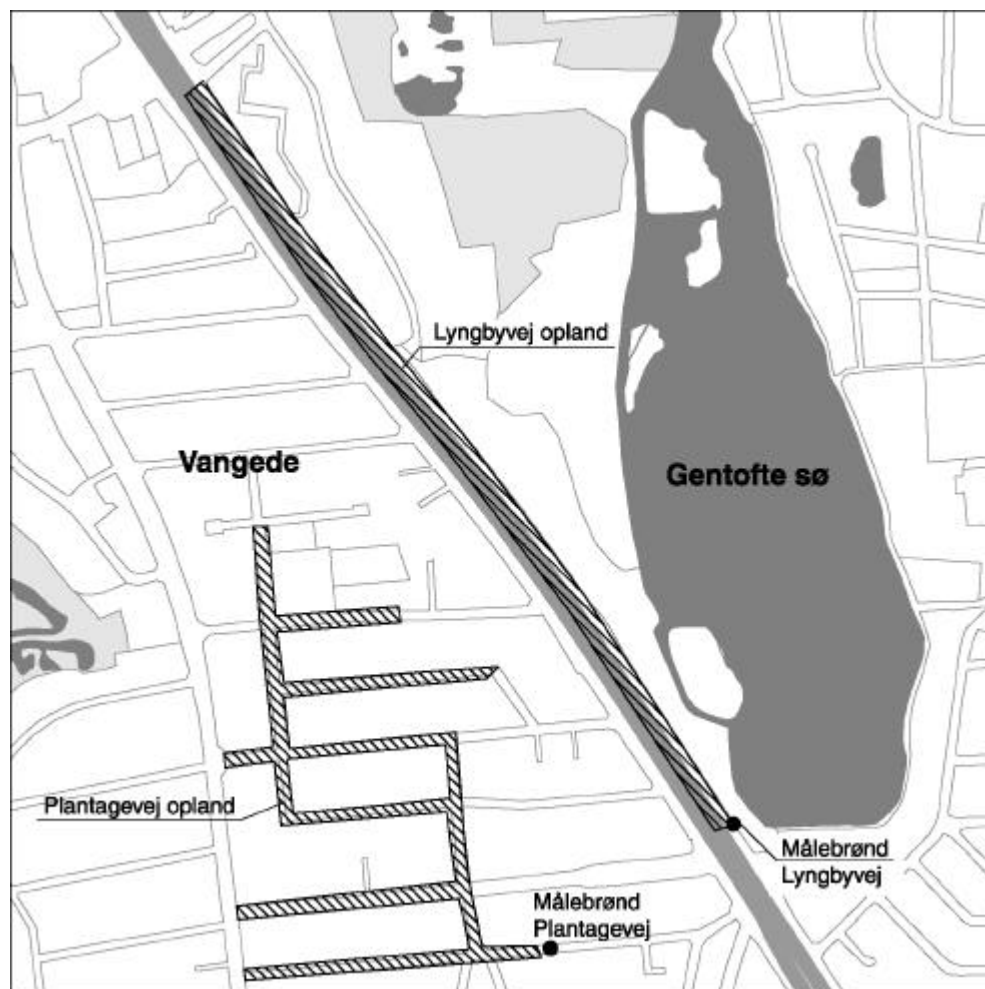 Lyngbyvej opland
Vangede
Gentofte sø
Plantagevej opland
Målebrønd
Lyngbyvej
Målebrønd
Plantagevej